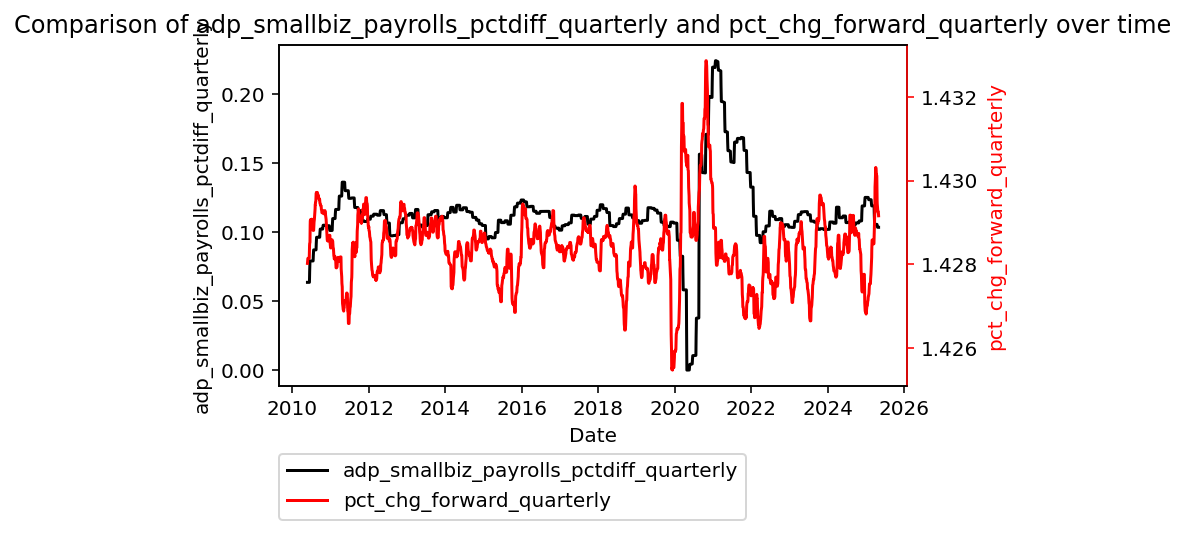 Comparison of adp_smallbiz_payrolls_pctdiff_quarterly and pct_chg_forward_quarterly over time
adp_smallbiz_payrolls_pctdiff_quarterly
0.20
0.15
0.10
0.05
0.00
1.432
1.430
1.428
1.426
pct_chg_forward_quarterly
2010 2012 2014 2016 2018 2020 2022 2024 2026
Date
adp_smallbiz_payrolls_pctdiff_quarterly
pct_chg_forward_quarterly